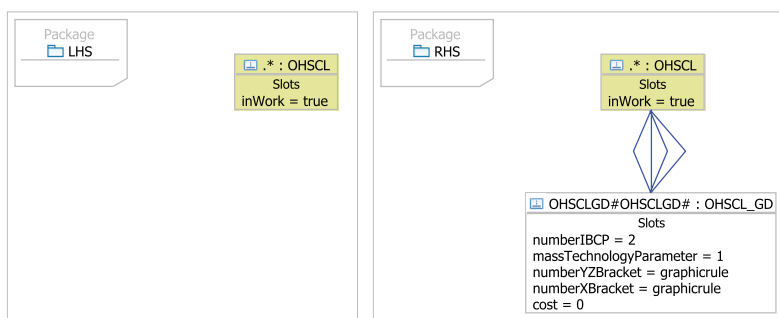 Package
LHS
.* : OHSCL
Slots
inWork = true
Package
RHS
.* : OHSCL
Slots
inWork = true
OHSCLGD#OHSCLGD# : OHSCL_GD
Slots
numberIBCP = 2
massTechnologyParameter = 1
numberYZBracket = graphicrule
numberXBracket = graphicrule
cost = 0